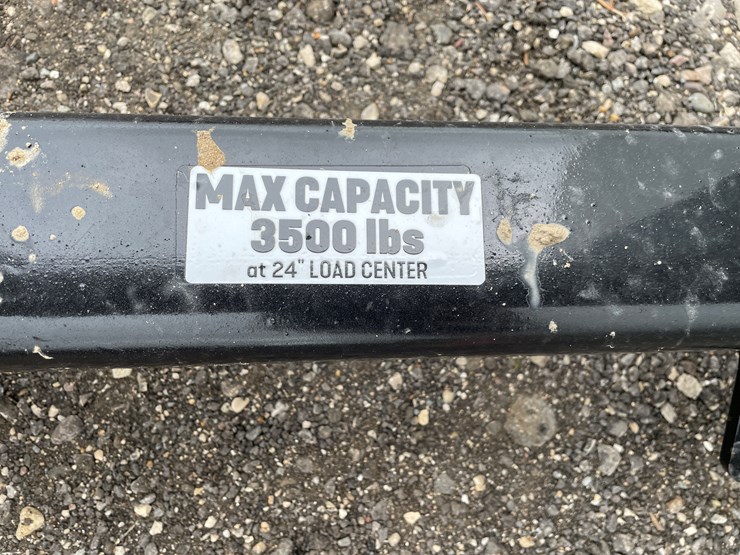 MAX CAPACITY
3500 lbs
at 24" LOAD CENTER